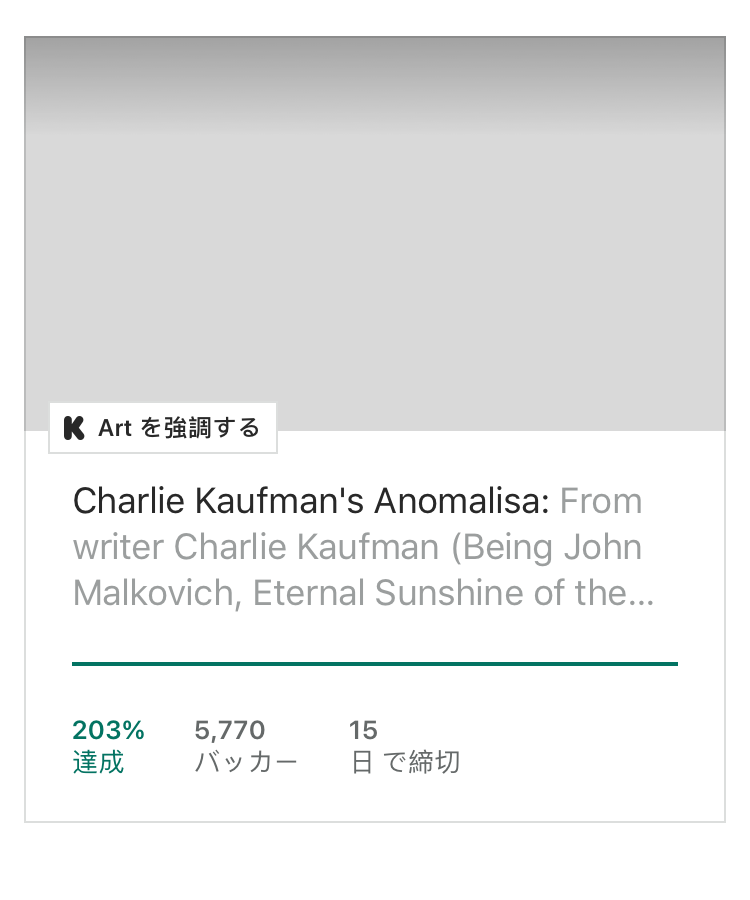 Art を強調する
Charlie Kaufman's Anomalisa: From
writer Charlie Kaufman (Being John
Malkovich, Eternal Sunshine of the...
203% 5,770 15
達成 バッカー 日 で締切